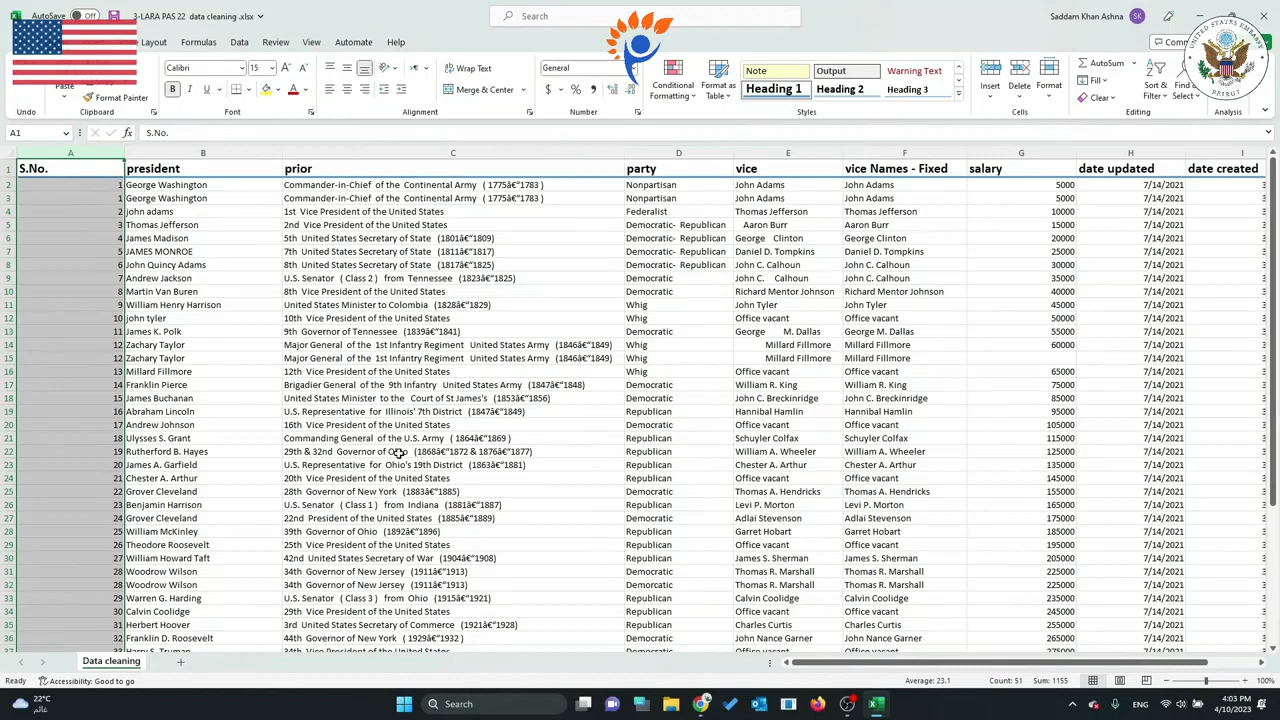 AutoSave Off 3-LARA PAS 22 data cleaning .xlsx Search Saddam Khan Ashna SK
Layout Formulas Data Review View Automate Help
Calibri 15 Wrap Text General Note Output Warning Text AutoSum
Paste Format Painter B I U Merge & Center Conditional Formatting Format as Table Heading 1 Heading 2 Heading 3 Insert Delete Format Fill Clear Sort & Filter Find Select
Undo Clipboard Font Alignment Number Styles Cells Editing Analysis
A1 fx S.No.
A B C D E F G H I
1 S.No. president prior party vice vice Names - Fixed salary date updated date created
2 1 George Washington Commander-in-Chief of the Continental Army ( 1775â€“1783 ) Nonpartisan John Adams John Adams 5000 7/14/2021
3 1 George Washington Commander-in-Chief of the Continental Army ( 1775â€“1783 ) Nonpartisan John Adams John Adams 5000 7/14/2021
4 2 john adams 1st Vice President of the United States Federalist Thomas Jefferson Thomas Jefferson 10000 7/14/2021
5 3 Thomas Jefferson 2nd Vice President of the United States Democratic- Republican Aaron Burr Aaron Burr 15000 7/14/2021
6 4 James Madison 5th United States Secretary of State (1801â€“1809) Democratic- Republican George Clinton George Clinton 20000 7/14/2021
7 5 JAMES MONROE 7th United States Secretary of State (1811â€“1817) Democratic- Republican Daniel D. Tompkins Daniel D. Tompkins 25000 7/14/2021
8 6 John Quincy Adams 8th United States Secretary of State (1817â€“1825) Democratic- Republican John C. Calhoun John C. Calhoun 30000 7/14/2021
9 7 Andrew Jackson U.S. Senator ( Class 2 ) from Tennessee (1823â€“1825) Democratic John C. Calhoun John C. Calhoun 35000 7/14/2021
10 8 Martin Van Buren 8th Vice President of the United States Democratic Richard Mentor Johnson Richard Mentor Johnson 40000 7/14/2021
11 9 William Henry Harrison United States Minister to Colombia (1828â€“1829) Whig John Tyler John Tyler 45000 7/14/2021
12 10 john tyler 10th Vice President of the United States Whig Office vacant Office vacant 50000 7/14/2021
13 11 James K. Polk 9th Governor of Tennessee (1839â€“1841) Democratic George M. Dallas George M. Dallas 55000 7/14/2021
14 12 Zachary Taylor Major General of the 1st Infantry Regiment United States Army (1846â€“1849) Whig Millard Fillmore Millard Fillmore 60000 7/14/2021
15 12 Zachary Taylor Major General of the 1st Infantry Regiment United States Army (1846â€“1849) Whig Millard Fillmore Millard Fillmore 7/14/2021
16 13 Millard Fillmore 12th Vice President of the United States Whig Office vacant Office vacant 65000 7/14/2021
17 14 Franklin Pierce Brigadier General of the 9th Infantry United States Army (1847â€“1848) Democratic William R. King William R. King 75000 7/14/2021
18 15 James Buchanan United States Minister to the Court of St James's (1853â€“1856) Democratic John C. Breckinridge John C. Breckinridge 85000 7/14/2021
19 16 Abraham Lincoln U.S. Representative for Illinois' 7th District (1847â€“1849) Republican Hannibal Hamlin Hannibal Hamlin 95000 7/14/2021
20 17 Andrew Johnson 16th Vice President of the United States Republican Office vacant Office vacant 105000 7/14/2021
21 18 Ulysses S. Grant Commanding General of the U.S. Army ( 1864â€“1869 ) Republican Schuyler Colfax Schuyler Colfax 115000 7/14/2021
22 19 Rutherford B. Hayes 29th & 32nd Governor of Ohio (1868â€“1872 & 1876â€“1877) Republican William A. Wheeler William A. Wheeler 125000 7/14/2021
23 20 James A. Garfield U.S. Representative for Ohio's 19th District (1863â€“1881) Republican Chester A. Arthur Chester A. Arthur 135000 7/14/2021
24 21 Chester A. Arthur 20th Vice President of the United States Republican Office vacant Office vacant 145000 7/14/2021
25 22 Grover Cleveland 28th Governor of New York (1883â€“1885) Democratic Thomas A. Hendricks Thomas A. Hendricks 155000 7/14/2021
26 23 Benjamin Harrison U.S. Senator ( Class 1 ) from Indiana (1881â€“1887) Republican Levi P. Morton Levi P. Morton 165000 7/14/2021
27 24 Grover Cleveland 22nd President of the United States (1885â€“1889) Democratic Adlai Stevenson Adlai Stevenson 175000 7/14/2021
28 25 William McKinley 39th Governor of Ohio (1892â€“1896) Republican Garret Hobart Garret Hobart 185000 7/14/2021
29 26 Theodore Roosevelt 25th Vice President of the United States Republican Office vacant Office vacant 195000 7/14/2021
30 27 William Howard Taft 42nd United States Secretary of War (1904â€“1908) Republican James S. Sherman James S. Sherman 205000 7/14/2021
31 28 Woodrow Wilson 34th Governor of New Jersey (1911â€“1913) Democratic Thomas R. Marshall Thomas R. Marshall 225000 7/14/2021
32 28 Woodrow Wilson 34th Governor of New Jersey (1911â€“1913) Demorcatic Thomas R. Marshall Thomas R. Marshall 225000 7/14/2021
33 29 Warren G. Harding U.S. Senator ( Class 3 ) from Ohio (1915â€“1921) Republican Calvin Coolidge Calvin Coolidge 235000 7/14/2021
34 30 Calvin Coolidge 29th Vice President of the United States Republican Office vacant Office vacant 245000 7/14/2021
35 31 Herbert Hoover 3rd United States Secretary of Commerce (1921â€“1928) Republican Charles Curtis Charles Curtis 255000 7/14/2021
36 32 Franklin D. Roosevelt 44th Governor of New York ( 1929â€“1932 ) Democratic John Nance Garner John Nance Garner 265000 7/14/2021
Data cleaning
Ready Accessibility: Good to go Average: 23.1 Count: 51 Sum: 1155 100%
22°C
Search ENG 4:03 PM
4/10/2023